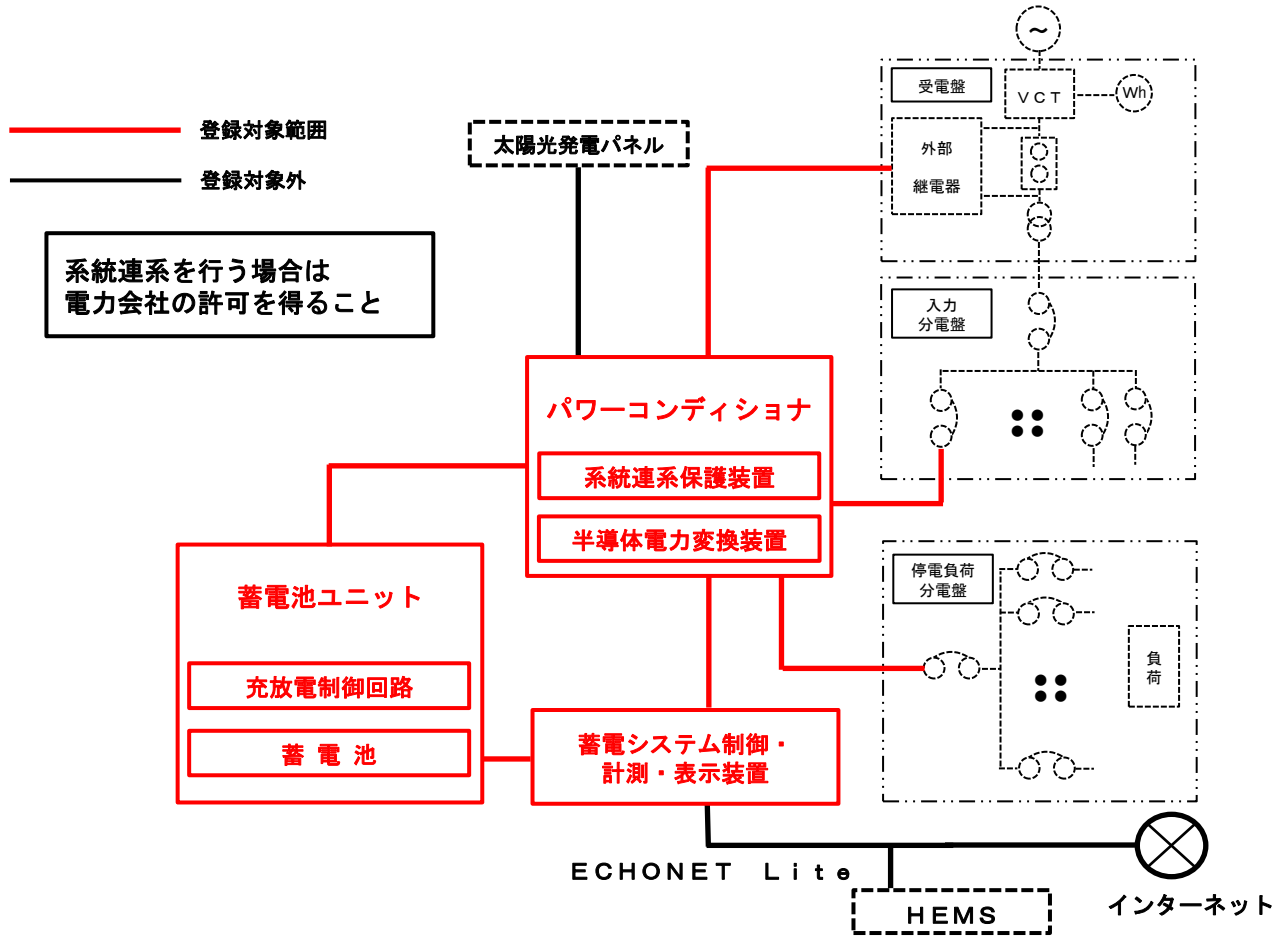 ～
受電盤
ＶＣＴ
Wh
登録対象範囲
太陽光発電パネル
外部
継電器
登録対象外
系統連系を行う場合は
電力会社の許可を得ること
入力
分電盤
パワーコンディショナ
系統連系保護装置
半導体電力変換装置
停電負荷
分電盤
蓄電池ユニット
負
荷
充放電制御回路
蓄 電 池
蓄電システム制御・
計測・表示装置
ＥＣＨＯＮＥＴ　Ｌｉｔｅ
ＨＥＭＳ
インターネット